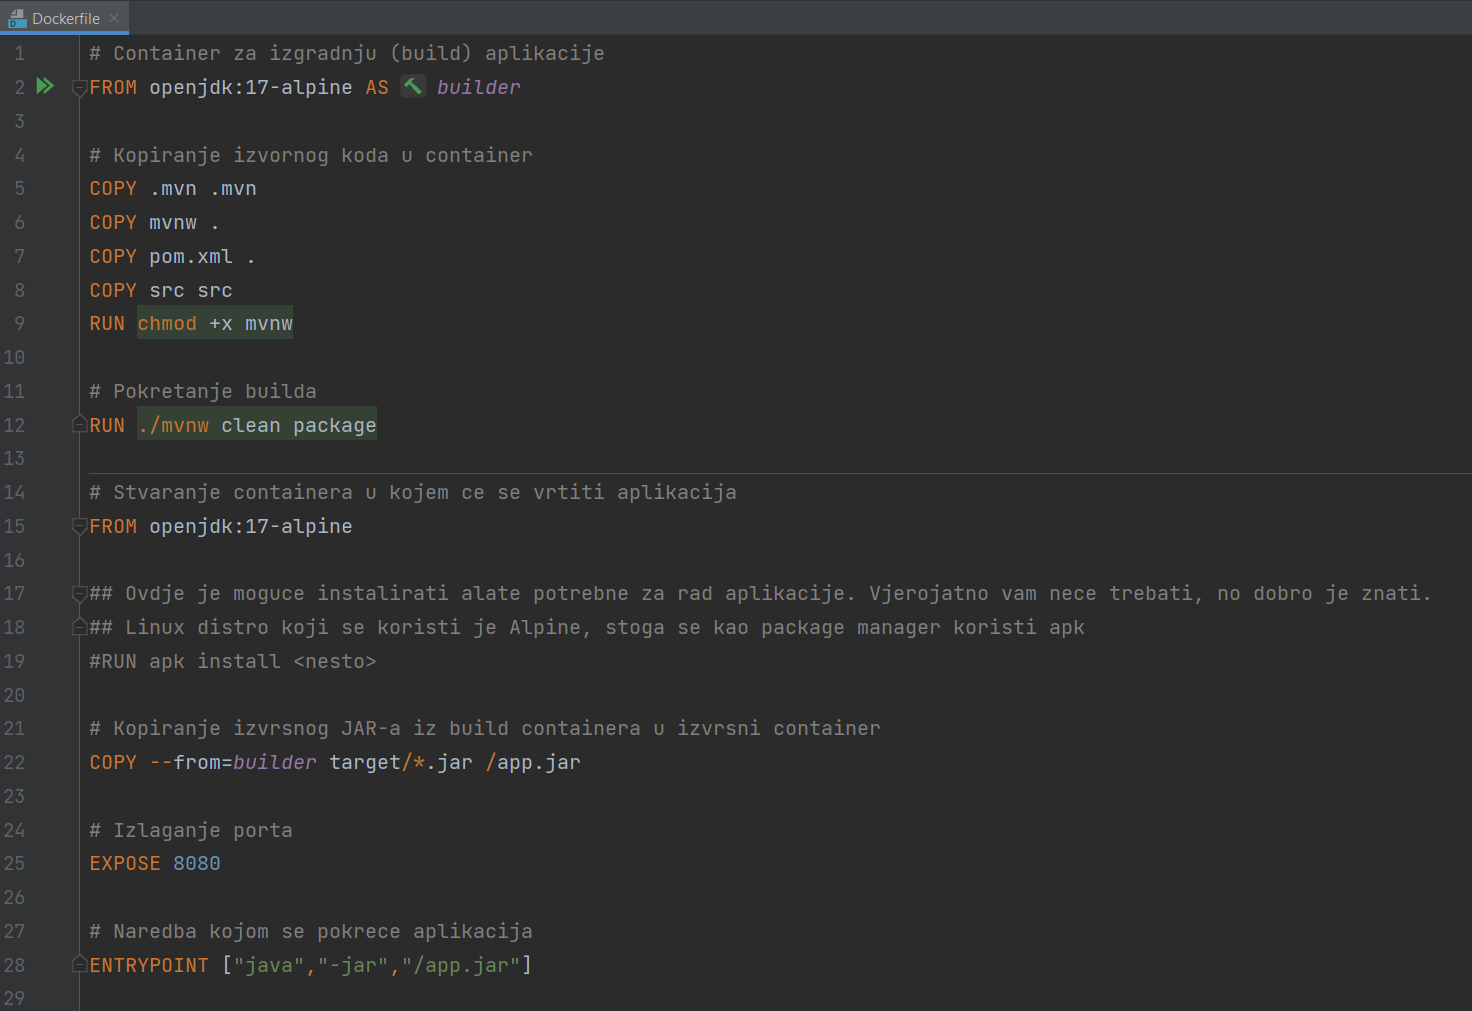 Dockerfile
1 # Container za izgradnju (build) aplikacije
2 FROM openjdk:17-alpine AS builder
3
4 # Kopiranje izvornog koda u container
5 COPY .mvn .mvn
6 COPY mvnw .
7 COPY pom.xml .
8 COPY src src
9 RUN chmod +x mvnw
10
11 # Pokretanje builda
12 RUN ./mvnw clean package
13
14 # Stvaranje containera u kojem ce se vrtiti aplikacija
15 FROM openjdk:17-alpine
16
17 ## Ovdje je moguce instalirati alate potrebne za rad aplikacije. Vjerojatno vam nece trebati, no dobro je znati.
18 ## Linux distro koji se koristi je Alpine, stoga se kao package manager koristi apk
19 #RUN apk install <nesto>
20
21 # Kopiranje izvrsnog JAR-a iz build containera u izvrsni container
22 COPY --from=builder target/*.jar /app.jar
23
24 # Izlaganje porta
25 EXPOSE 8080
26
27 # Naredba kojom se pokrece aplikacija
28 ENTRYPOINT ["java","-jar","/app.jar"]
29